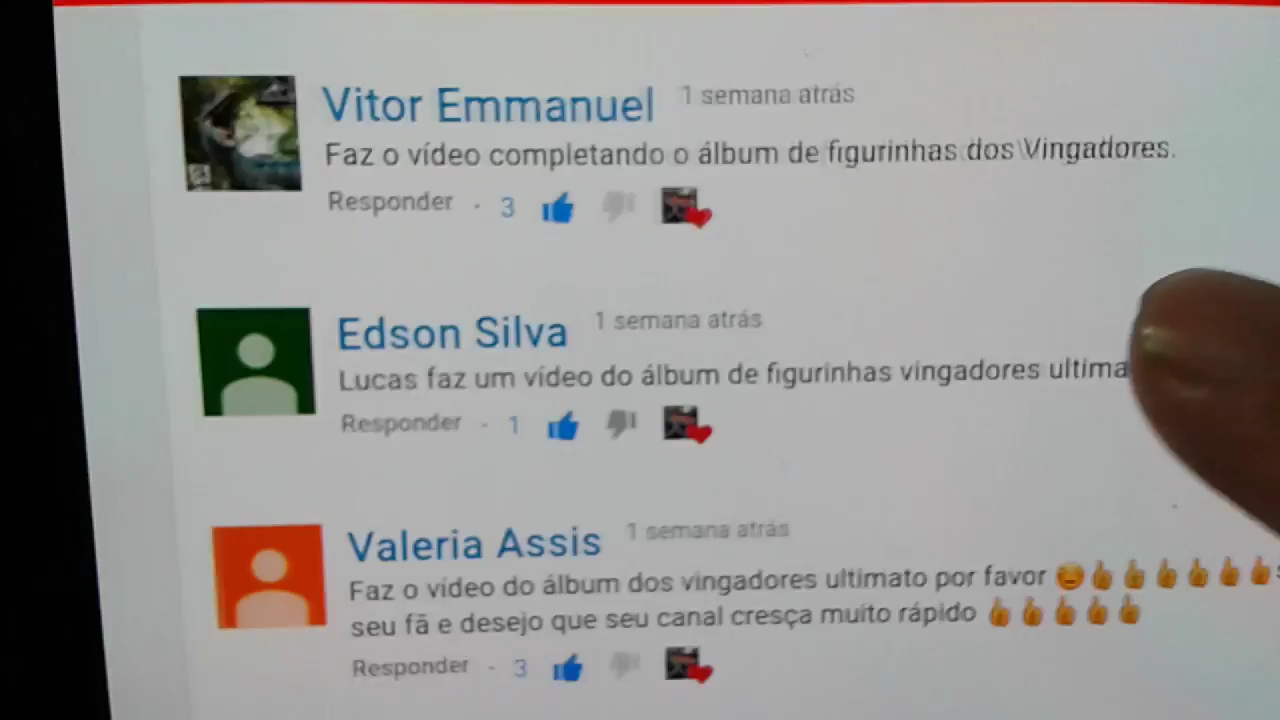 Vitor Emmanuel 1 semana atrás
Faz o vídeo completando o álbum de figurinhas dos Vingadores.
Responder · 3
Edson Silva 1 semana atrás
Lucas faz um vídeo do álbum de figurinhas vingadores ultima
Responder · 1
Valeria Assis 1 semana atrás
Faz o vídeo do álbum dos vingadores ultimato por favor 😄👍👍👍👍👍👍
seu fã e desejo que seu canal cresça muito rápido 👍👍👍👍👍
Responder · 3